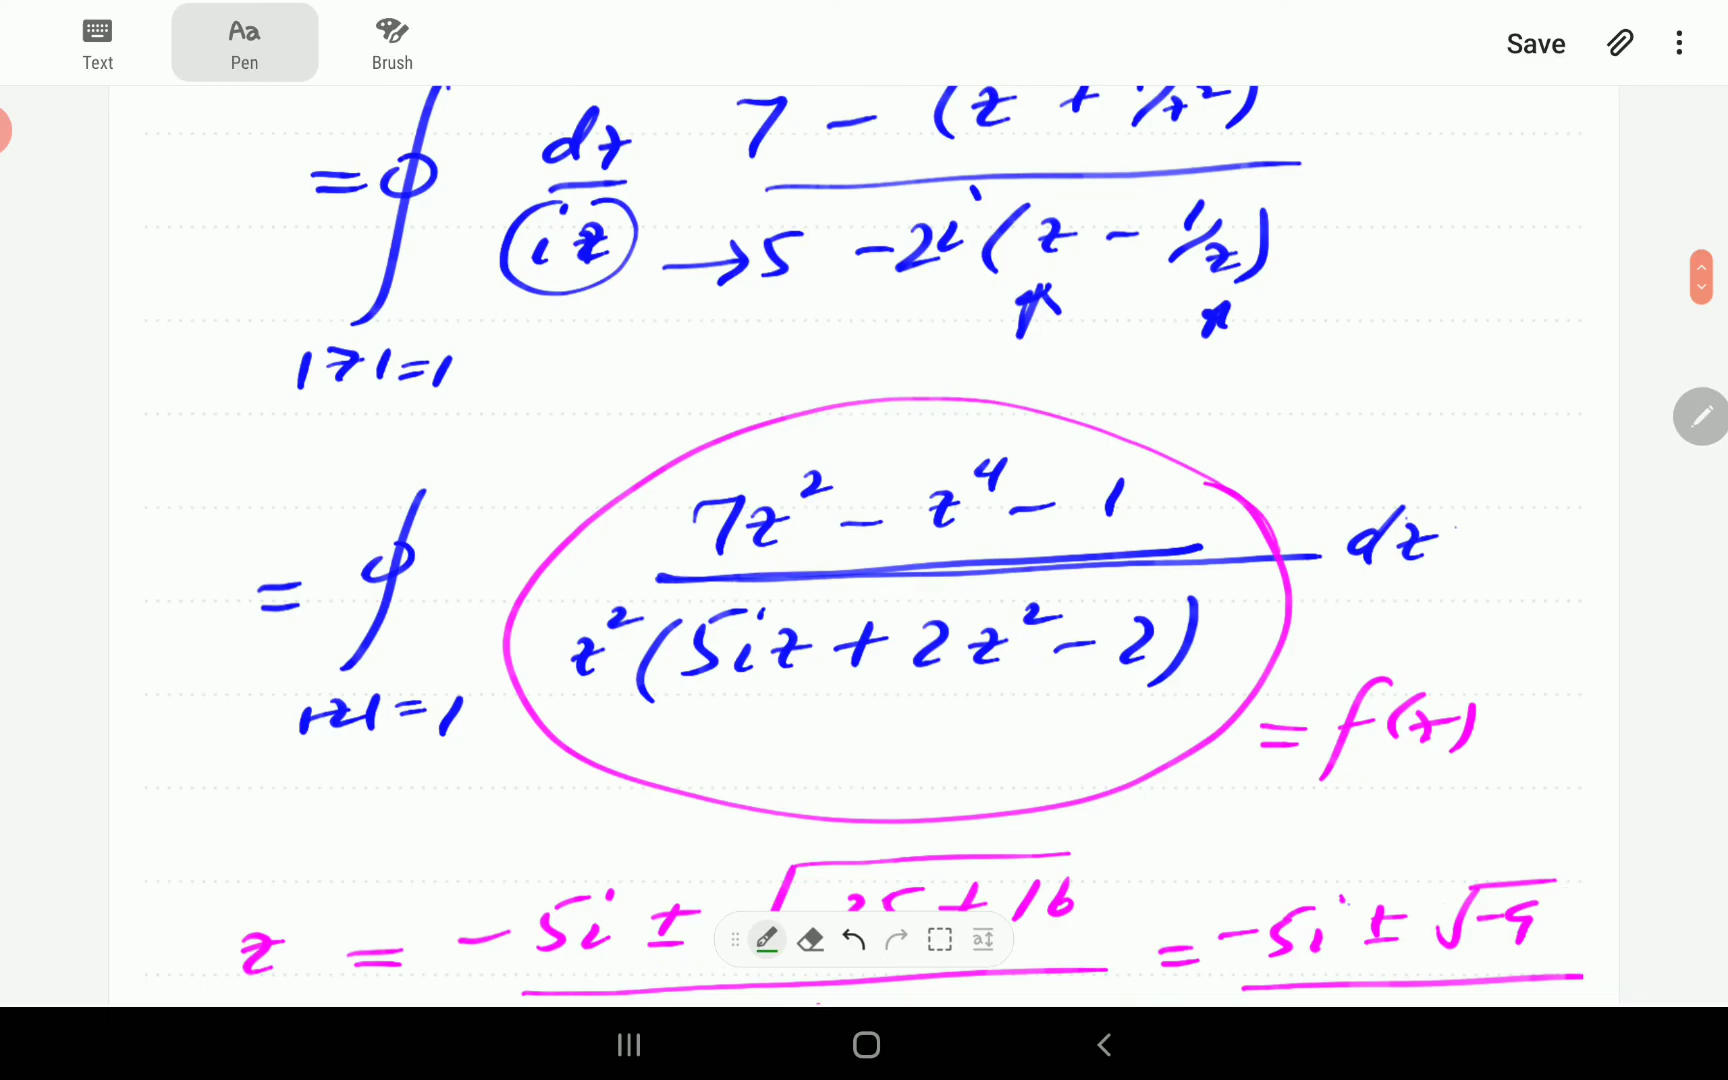 Text Pen Brush Save
7 - (z² + 1/z²)
= ∮ dz/iz → 5 - 2i(z - 1/z)
|z|=1
7z² - z⁴ - 1
= ∮ ───────── dz
z²(5iz + 2z² - 2)
|z|=1
= f(z)
z = -5i ± √-25 + 16 = -5i ± √-9